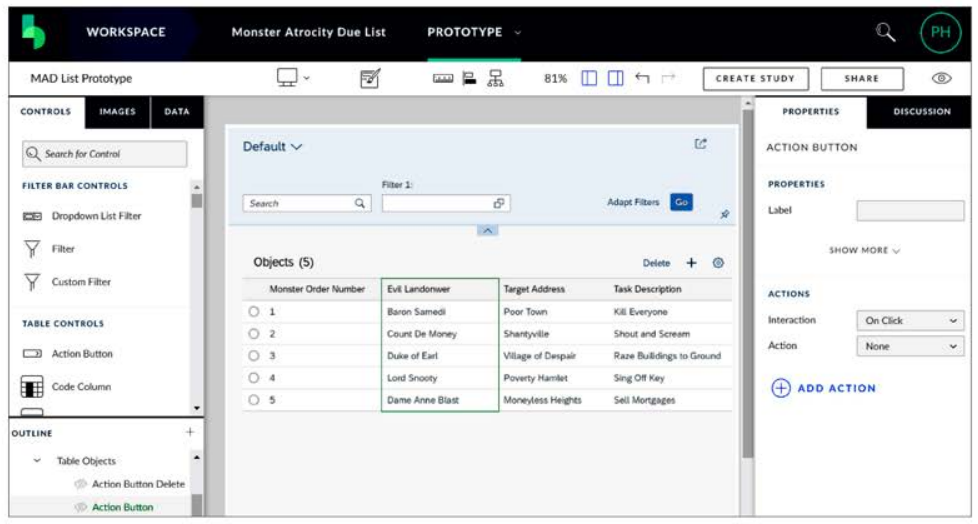 WORKSPACE Monster Atrocity Due List PROTOTYPE PH
MAD List Prototype 81% CREATE STUDY SHARE
CONTROLS IMAGES DATA
Search for Control
FILTER BAR CONTROLS
Dropdown List Filter
Filter
Custom Filter
TABLE CONTROLS
Action Button
Code Column
OUTLINE
Table Objects
Action Button Delete
Action Button
Default
Filter 1:
Search Adapt Filters Go
Objects (5) Delete
Monster Order Number Evil Landonwer Target Address Task Description
1 Baron Samedi Poor Town Kill Everyone
2 Count De Money Shantyville Shout and Scream
3 Duke of Earl Village of Despair Raze Builidings to Ground
4 Lord Snooty Poverty Hamlet Sing Off Key
5 Dame Anne Blast Moneyless Heights Sell Mortgages
PROPERTIES DISCUSSION
ACTION BUTTON
PROPERTIES
Label
SHOW MORE
ACTIONS
Interaction On Click
Action None
ADD ACTION